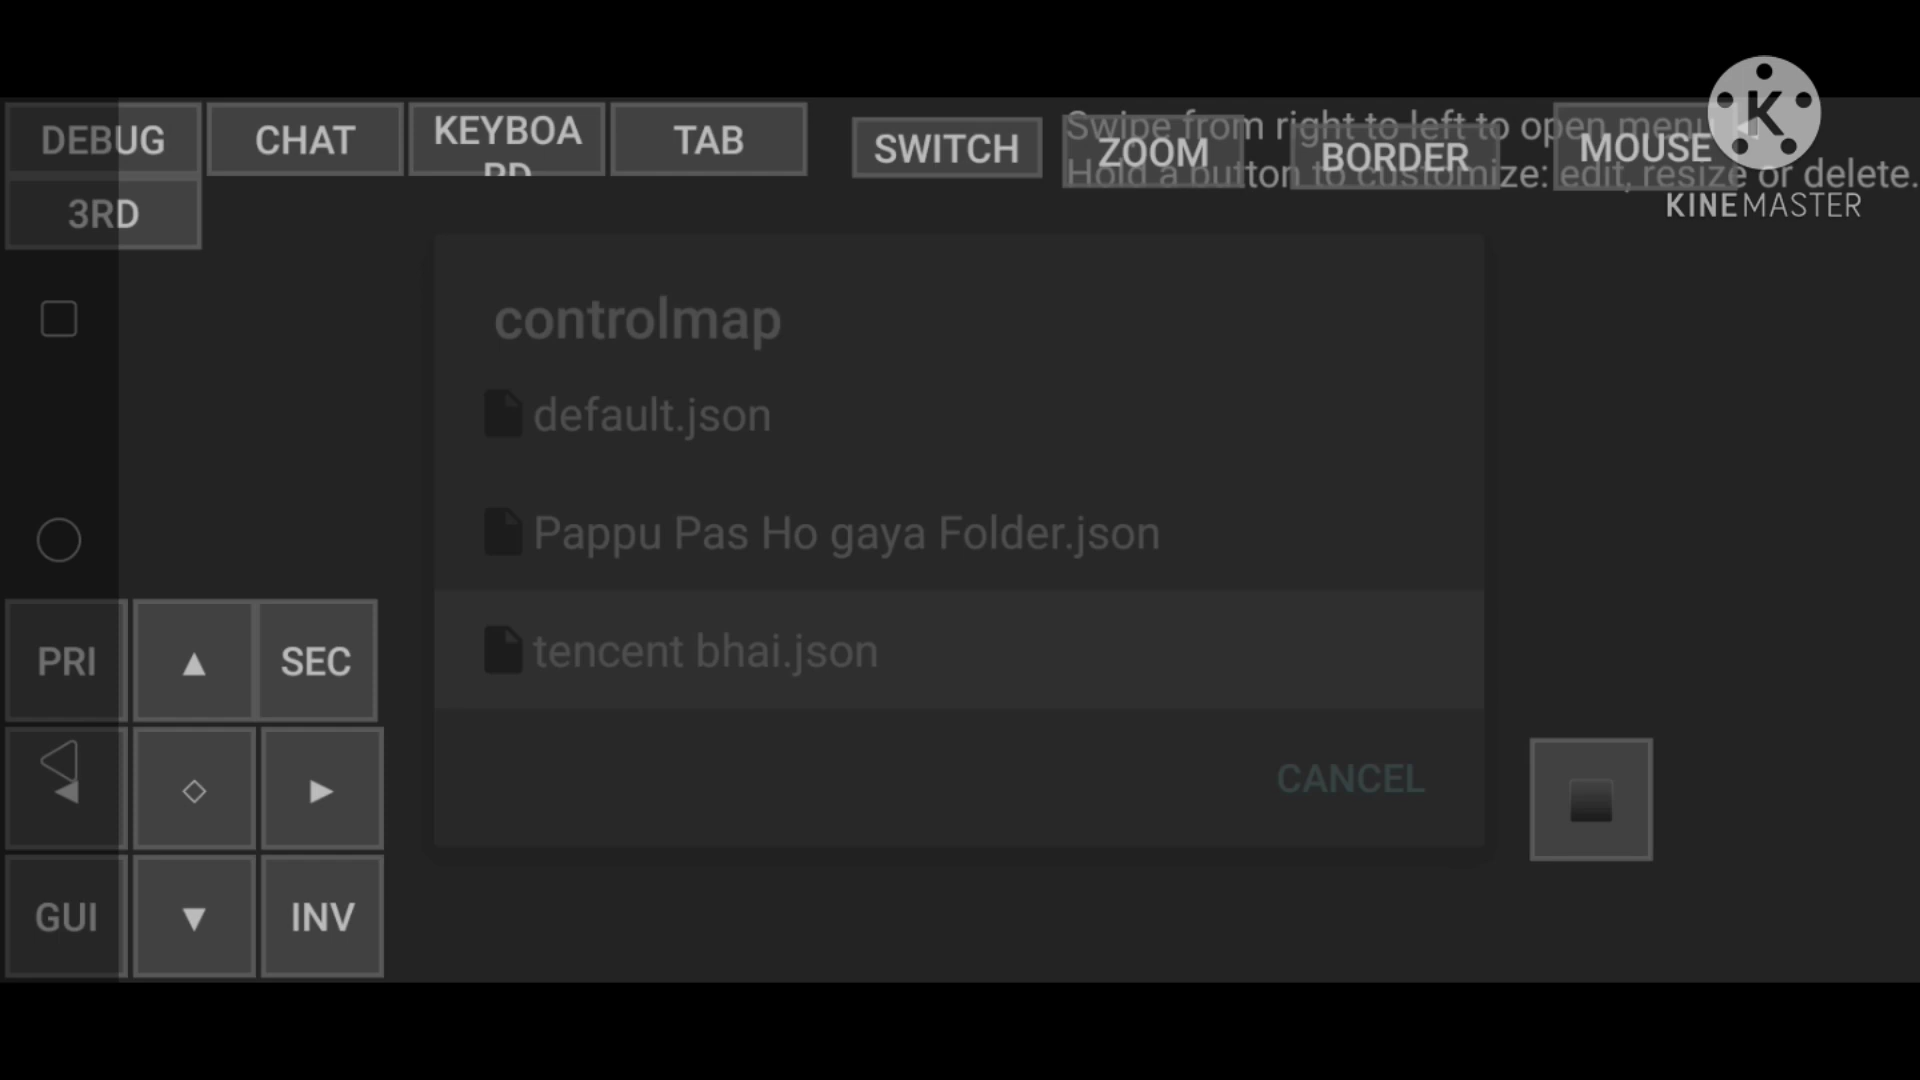 DEBUG
CHAT
KEYBOA
RD
TAB
SWITCH
ZOOM
BORDER
MOUSE
Swipe from right to left to open menu
Hold a button to customize: edit, resize or delete.
K
KINEMASTER
3RD
controlmap
default.json
Pappu Pas Ho gaya Folder.json
tencent bhai.json
CANCEL
PRI
▲
SEC
◀
◇
▶
GUI
▼
INV